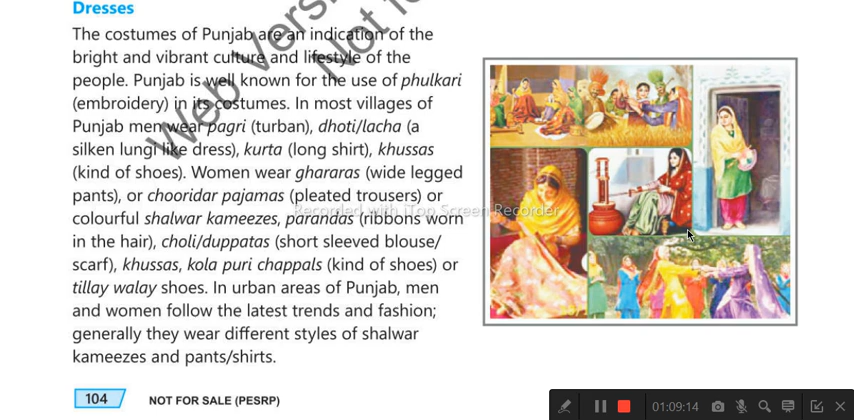 Dresses
The costumes of Punjab are an indication of the
bright and vibrant culture and lifestyle of the
people. Punjab is well known for the use of phulkari
(embroidery) in its costumes. In most villages of
Punjab men wear pagri (turban), dhoti/lacha (a
silken lungi like dress), kurta (long shirt), khussas
(kind of shoes). Women wear ghararas (wide legged
pants), or chooridar pajamas (pleated trousers) or
colourful shalwar kameezes, parandas (ribbons worn
in the hair), choli/duppatas (short sleeved blouse/
scarf), khussas, kola puri chappals (kind of shoes) or
tillay walay shoes. In urban areas of Punjab, men
and women follow the latest trends and fashion;
generally they wear different styles of shalwar
kameezes and pants/shirts.
Web Version
Not fo
Recorded with iTop Screen Recorder
104 NOT FOR SALE (PESRP)
01:09:14